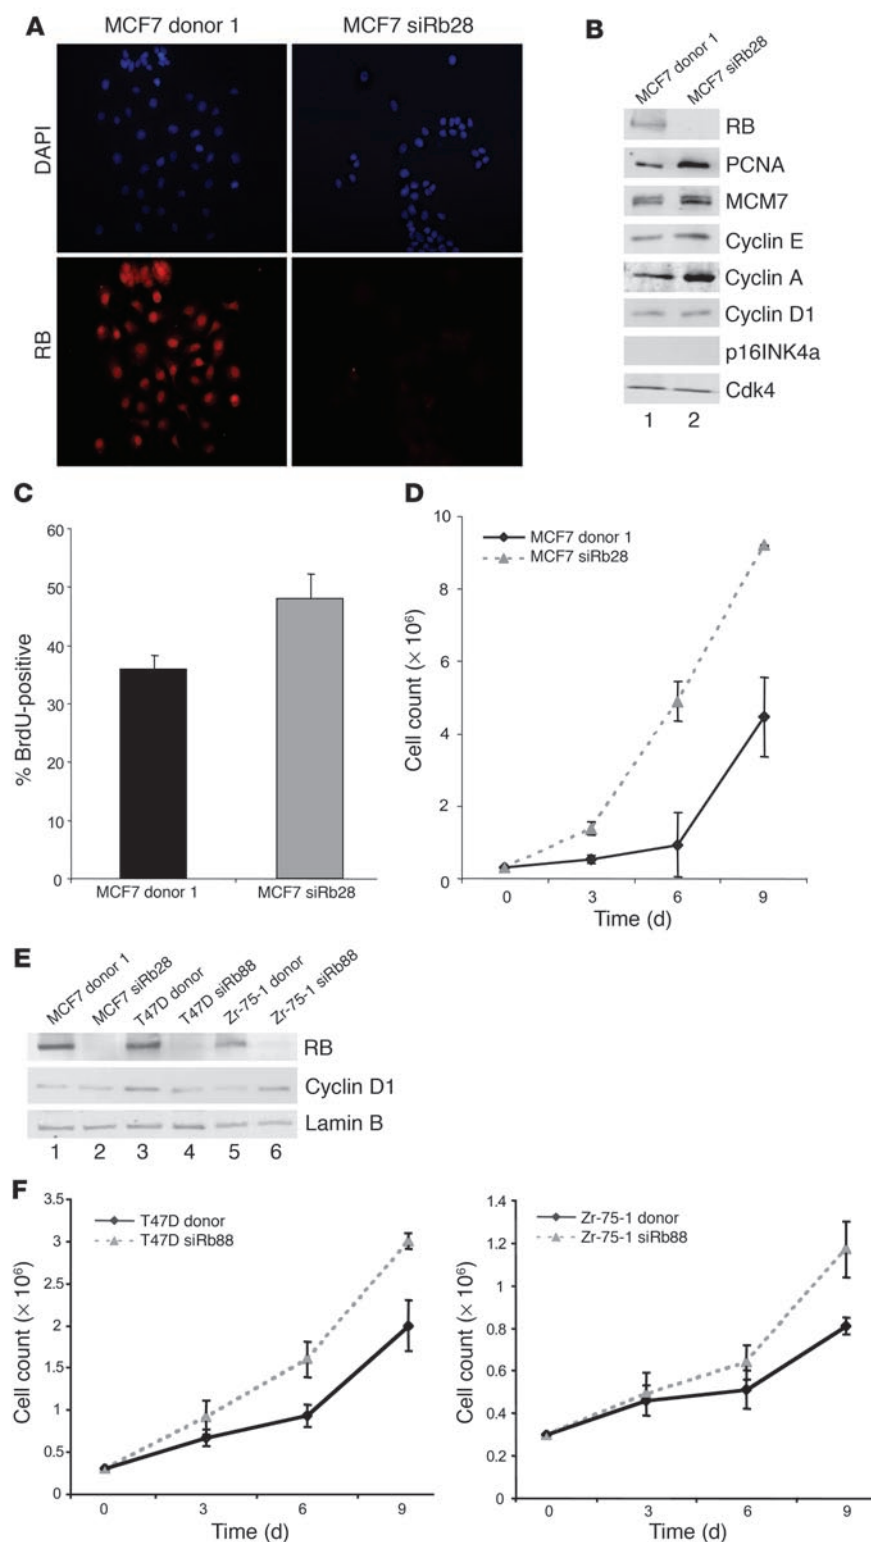 A
MCF7 donor 1
MCF7 siRb28
DAPI
RB
B
MCF7 donor 1
MCF7 siRb28
RB
PCNA
MCM7
Cyclin E
Cyclin A
Cyclin D1
p16INK4a
Cdk4
1 2
C
% BrdU-positive
60
50
40
30
20
10
0
MCF7 donor 1
MCF7 siRb28
D
Cell count (× 10⁶)
MCF7 donor 1
MCF7 siRb28
10
8
6
4
2
0
0 3 6 9
Time (d)
E
MCF7 donor 1
MCF7 siRb28
T47D donor
T47D siRb88
Zr-75-1 donor
Zr-75-1 siRb88
RB
Cyclin D1
Lamin B
1 2 3 4 5 6
F
Cell count (× 10⁶)
T47D donor
T47D siRb88
3.5
3
2.5
2
1.5
1
0.5
0
0 3 6 9
Time (d)
Cell count (× 10⁶)
Zr-75-1 donor
Zr-75-1 siRb88
1.4
1.2
1
0.8
0.6
0.4
0.2
0
0 3 6 9
Time (d)